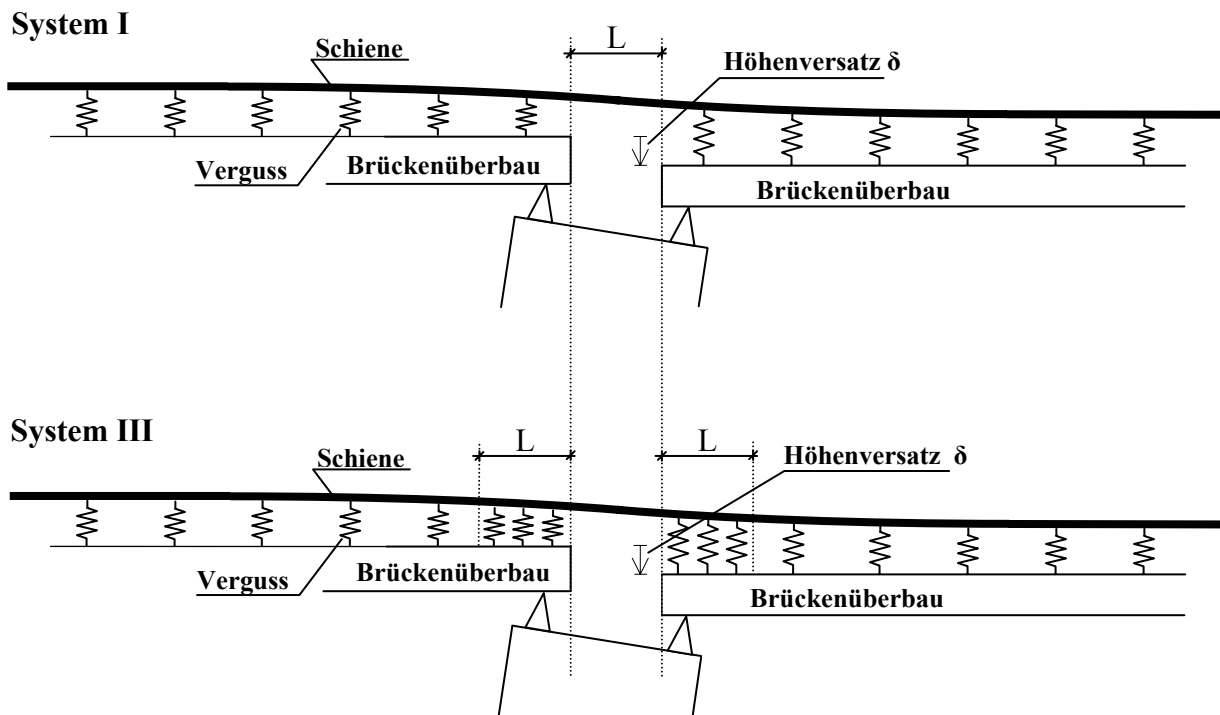 System I
L
Schiene
Höhenversatz δ
Verguss
Brückenüberbau
Brückenüberbau
System III
L
L
Schiene
Höhenversatz δ
Verguss
Brückenüberbau
Brückenüberbau